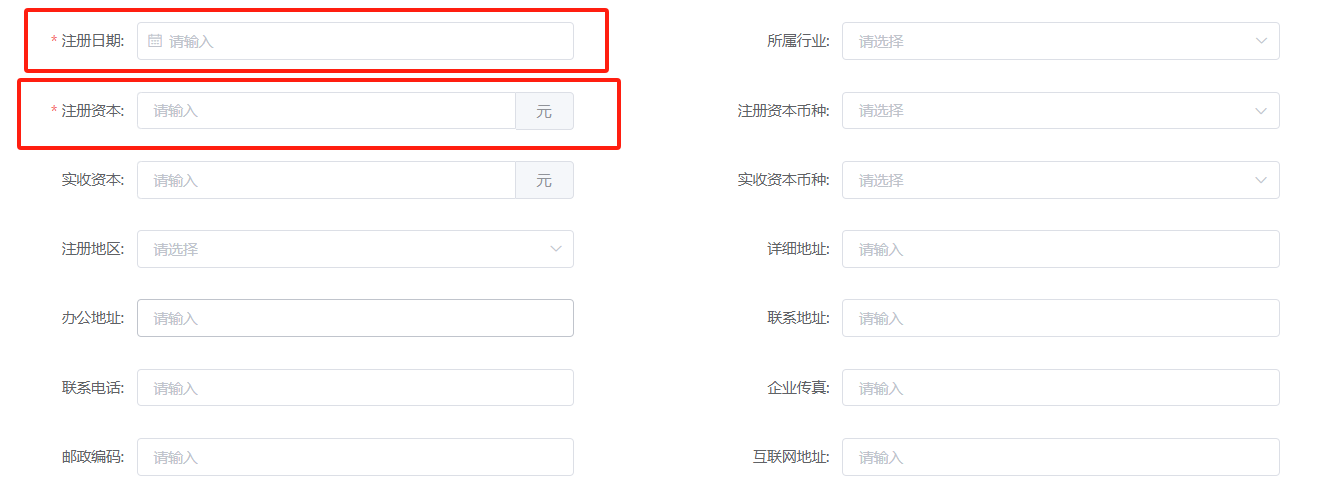 * 注册日期: 请输入 所属行业: 请选择
* 注册资本: 请输入 元 注册资本币种: 请选择
实收资本: 请输入 元 实收资本币种: 请选择
注册地区: 请选择 详细地址: 请输入
办公地址: 请输入 联系地址: 请输入
联系电话: 请输入 企业传真: 请输入
邮政编码: 请输入 互联网地址: 请输入